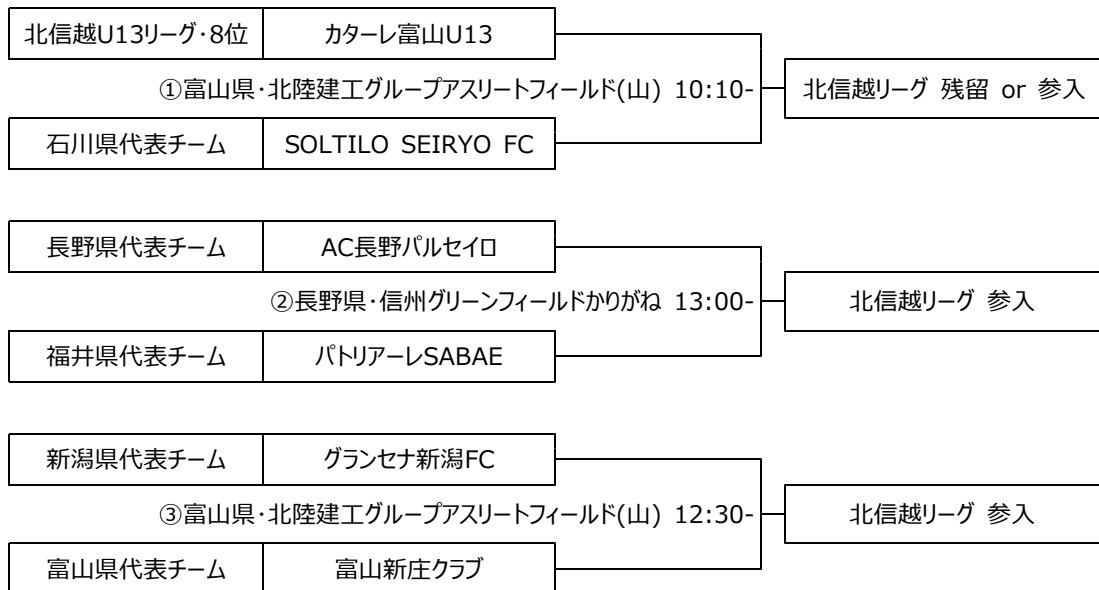 北信越U13リーグ・8位 カターレ富山U13
①富山県・北陸建工グループアスリートフィールド(山) 10:10-
北信越リーグ 残留 or 参入
石川県代表チーム SOLTILO SEIRYO FC
長野県代表チーム AC長野パルセイロ
②長野県・信州グリーンフィールドかりがね 13:00-
北信越リーグ 参入
福井県代表チーム パトリアーレSABAE
新潟県代表チーム グランセナ新潟FC
③富山県・北陸建工グループアスリートフィールド(山) 12:30-
北信越リーグ 参入
富山県代表チーム 富山新庄クラブ